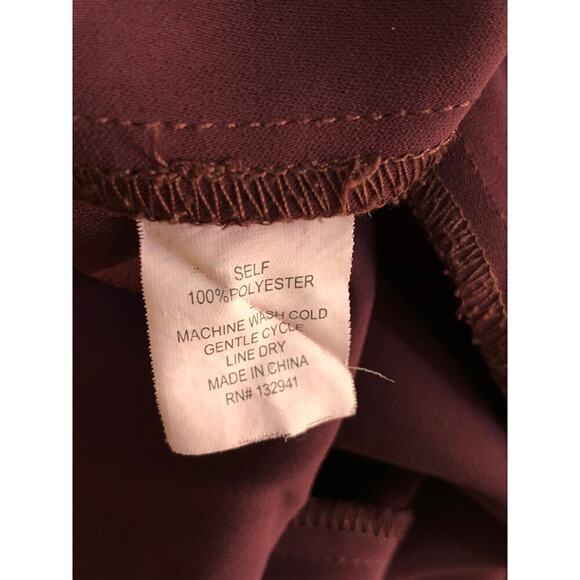 SELF
100%POLYESTER
MACHINE WASH COLD
GENTLE CYCLE
LINE DRY
MADE IN CHINA
RN# 132941